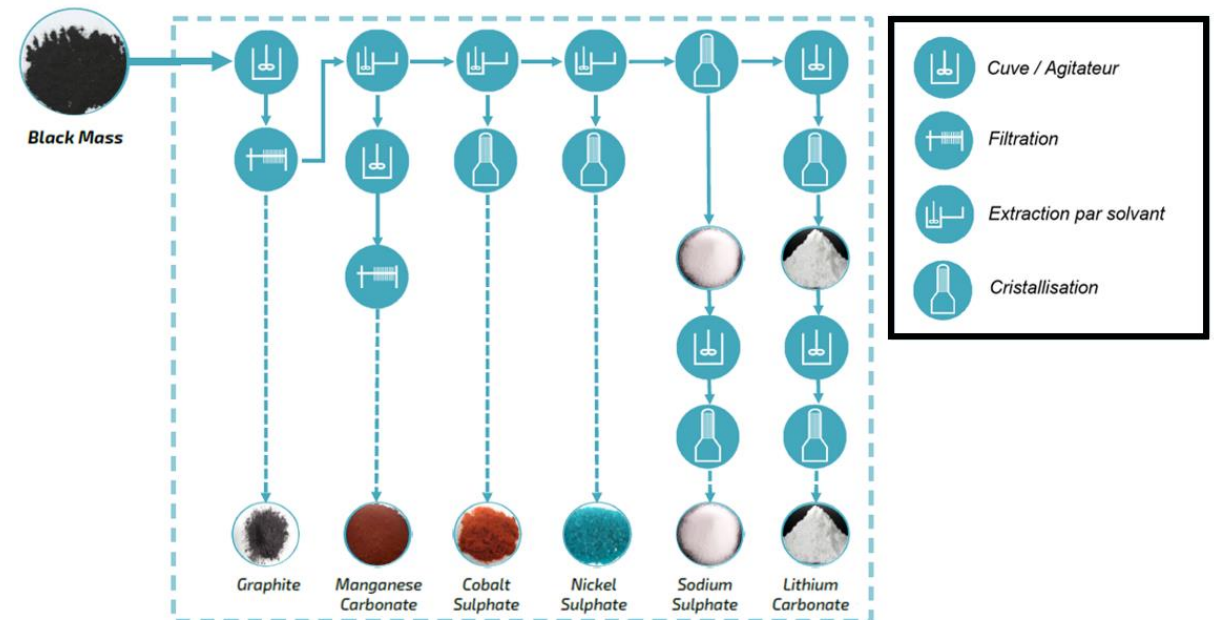 Black Mass
Cuve / Agitateur
Filtration
Extraction par solvant
Cristallisation
Graphite
Manganese
Carbonate
Cobalt
Sulphate
Nickel
Sulphate
Sodium
Sulphate
Lithium
Carbonate